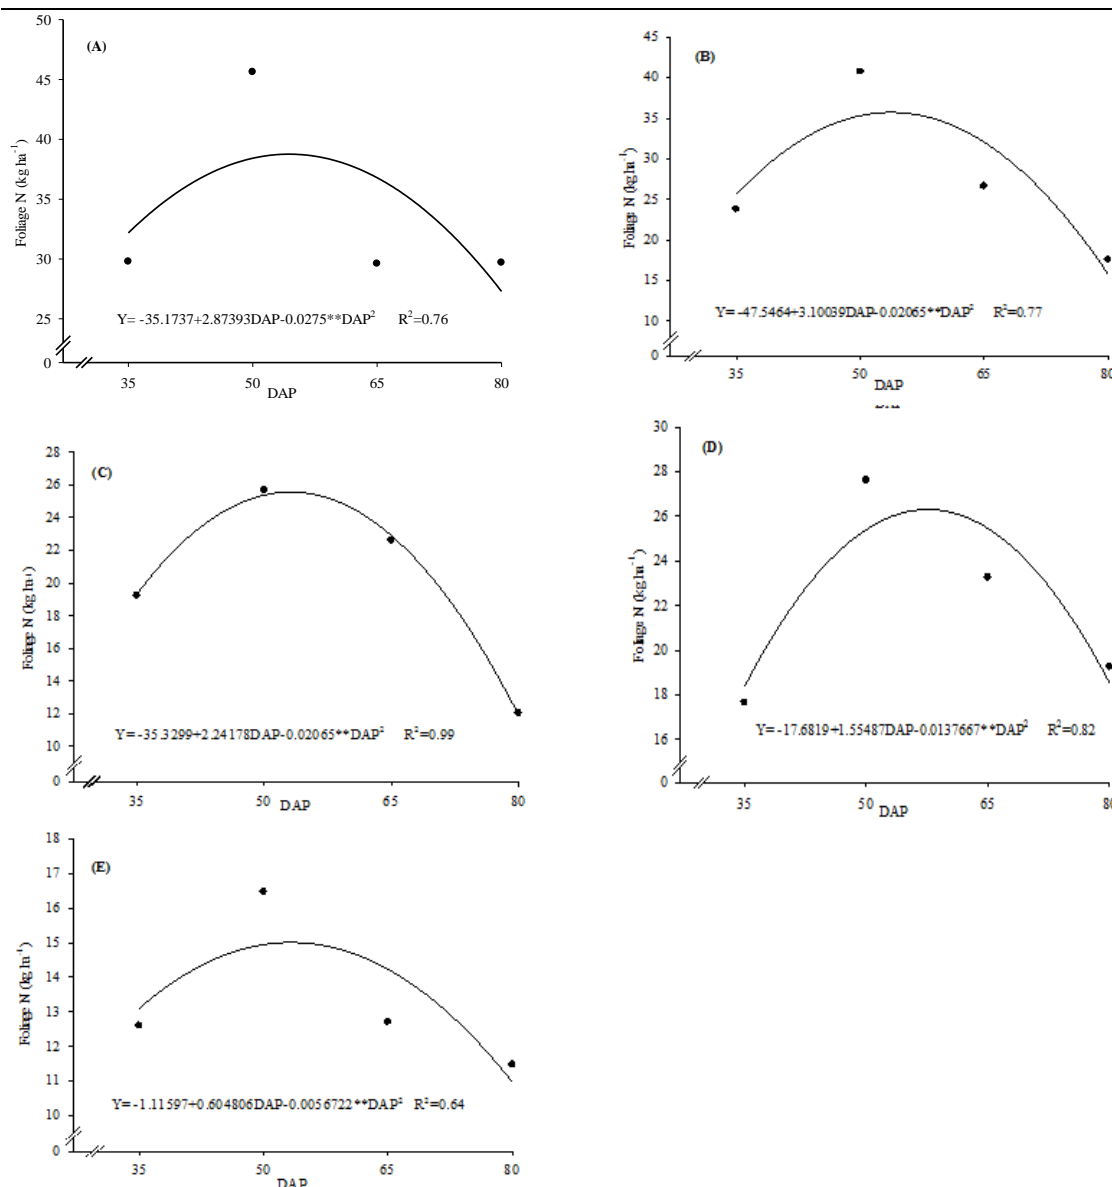 (A)
50
45
40
35
30
25
0
Foliage N (kg ha⁻¹)
Y= -35.1737+2.87393DAP-0.0275**DAP² R²=0.76
35 50 65 80
DAP
(B)
45
40
35
30
25
20
15
10
0
Foliage N (kg ha⁻¹)
Y= -47.5464+3.10039DAP-0.02065**DAP² R²=0.77
35 50 65 80
DAP
(C)
28
26
24
22
20
18
16
14
12
10
0
Foliage N (kg ha⁻¹)
Y= -35.3299+2.24178DAP-0.02065**DAP² R²=0.99
35 50 65 80
DAP
(D)
30
28
26
24
22
20
18
16
0
Foliage N (kg ha⁻¹)
Y= -17.6819+1.55487DAP-0.0137667**DAP² R²=0.82
35 50 65 80
DAP
(E)
18
17
16
15
14
13
12
11
10
0
Foliage N (kg ha⁻¹)
Y= -1.11597+0.604806DAP-0.0056722**DAP² R²=0.64
35 50 65 80
DAP